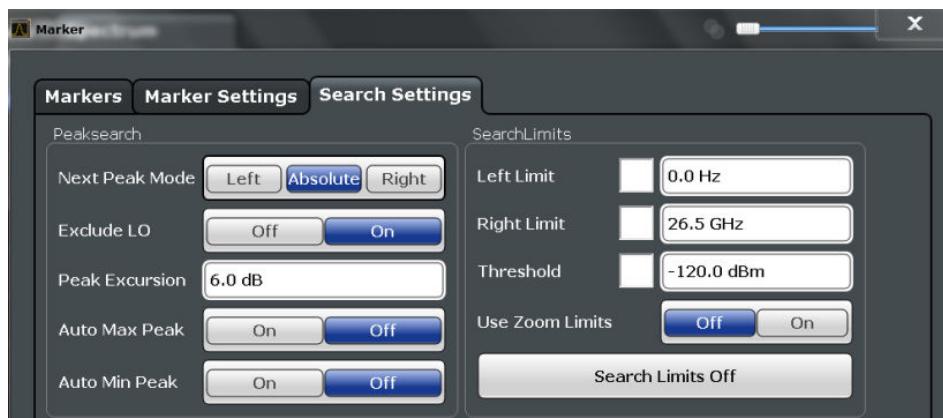 Marker
Markers Marker Settings Search Settings
Peaksearch
Next Peak Mode Left Absolute Right
Exclude LO Off On
Peak Excursion 6.0 dB
Auto Max Peak On Off
Auto Min Peak On Off
SearchLimits
Left Limit 0.0 Hz
Right Limit 26.5 GHz
Threshold -120.0 dBm
Use Zoom Limits Off On
Search Limits Off